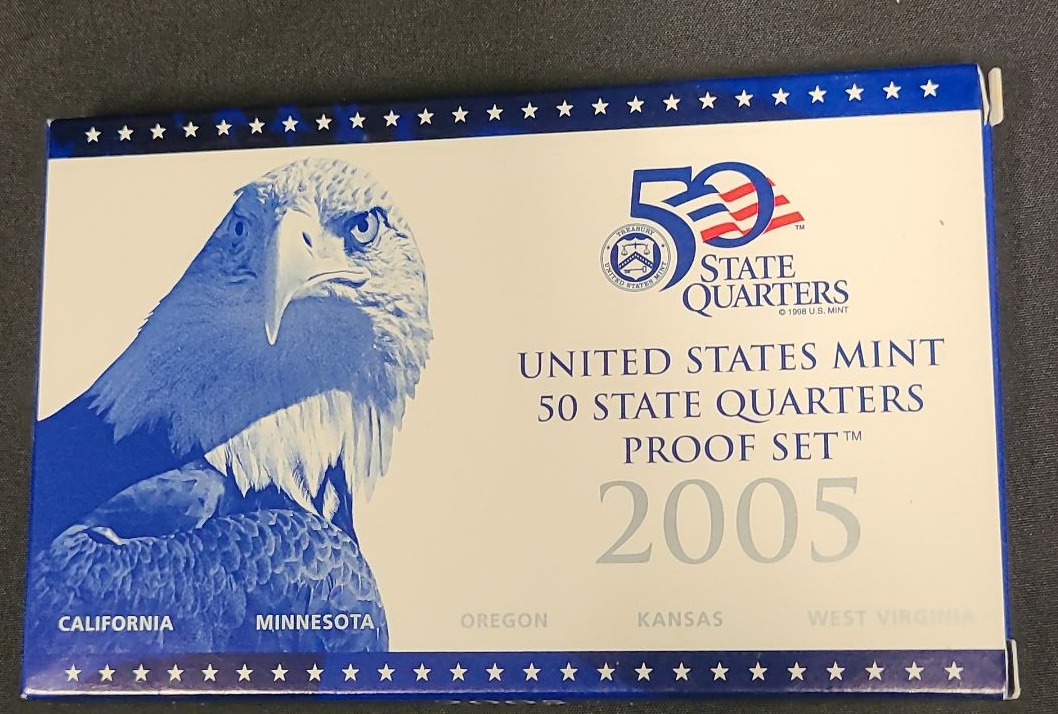 50
TREASURY
UNITED STATES MINT
STATE
QUARTERS
TM
© 1998 U.S. MINT
UNITED STATES MINT
50 STATE QUARTERS
PROOF SET™
2005
CALIFORNIA MINNESOTA OREGON KANSAS WEST VIRGINIA